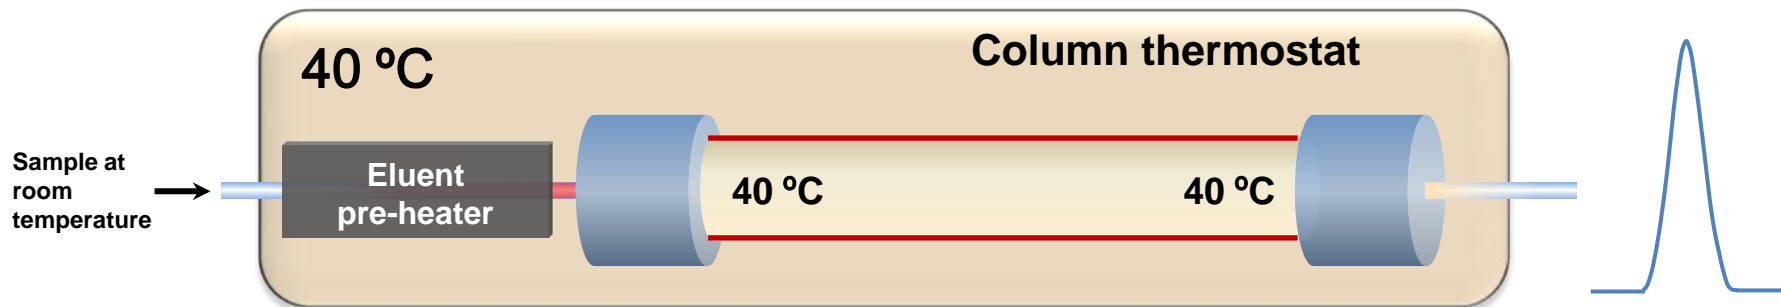 40 ºC
Column thermostat
Sample at
room
temperature
Eluent
pre-heater
40 ºC
40 ºC